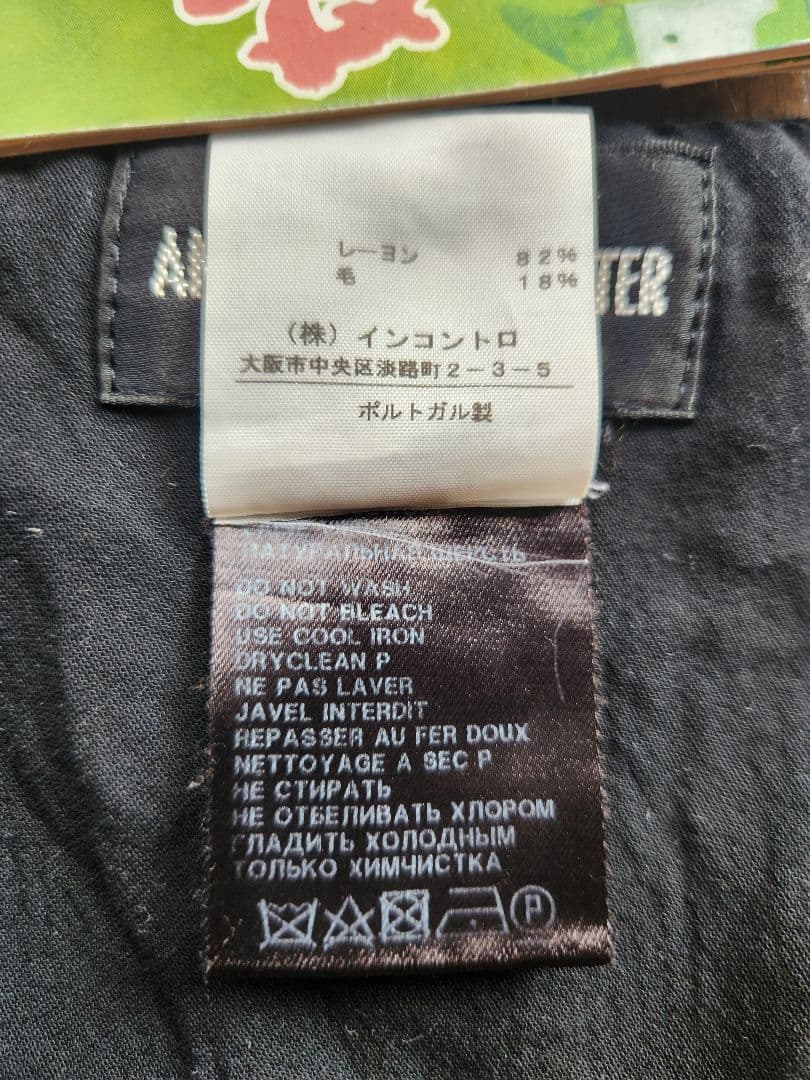 レーヨン 82%
毛 18%
(株)インコントロ
大阪市中央区淡路町2-3-5
ポルトガル製
НАТУРАЛЬНАЯ ШЕРСТЬ
DO NOT WASH
DO NOT BLEACH
USE COOL IRON
DRYCLEAN P
NE PAS LAVER
JAVEL INTERDIT
REPASSER AU FER DOUX
NETTOYAGE A SEC P
НЕ СТИРАТЬ
НЕ ОТБЕЛИВАТЬ ХЛОРОМ
ГЛАДИТЬ ХОЛОДНЫМ
ТОЛЬКО ХИМЧИСТКА
P